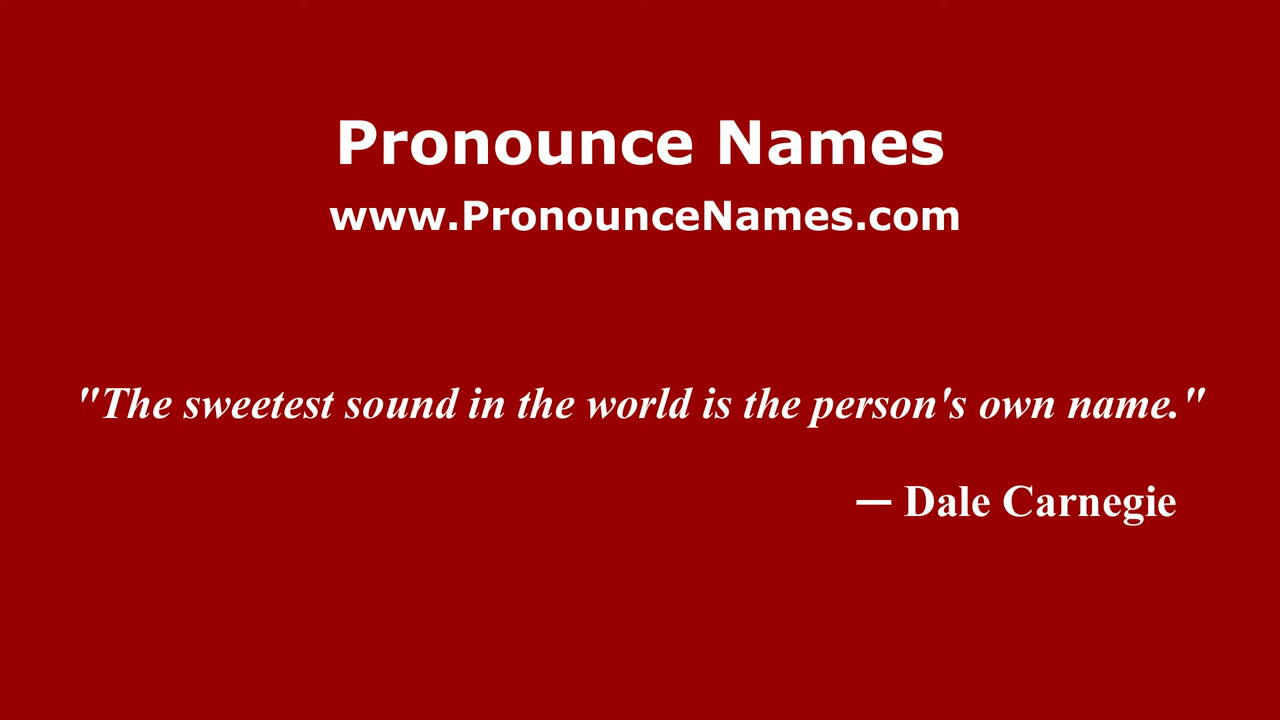 Pronounce Names
www.PronounceNames.com
"The sweetest sound in the world is the person's own name."
— Dale Carnegie